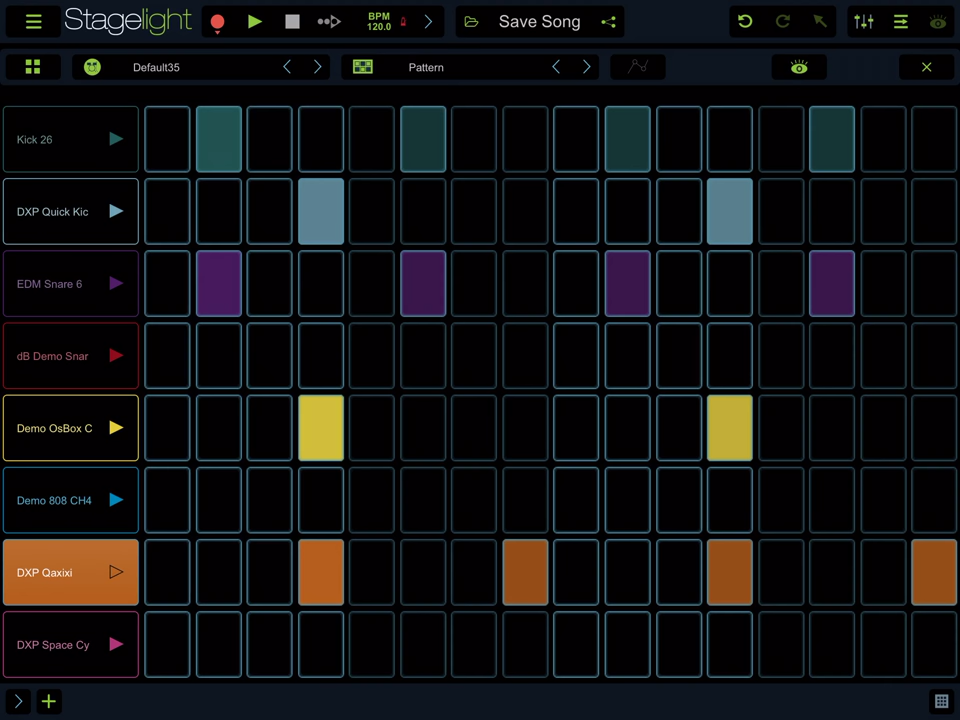 Stagelight
BPM
120.0
Save Song
Default35
Pattern
Kick 26
DXP Quick Kic
EDM Snare 6
dB Demo Snar
Demo OsBox C
Demo 808 CH4
DXP Qaxixi
DXP Space Cy